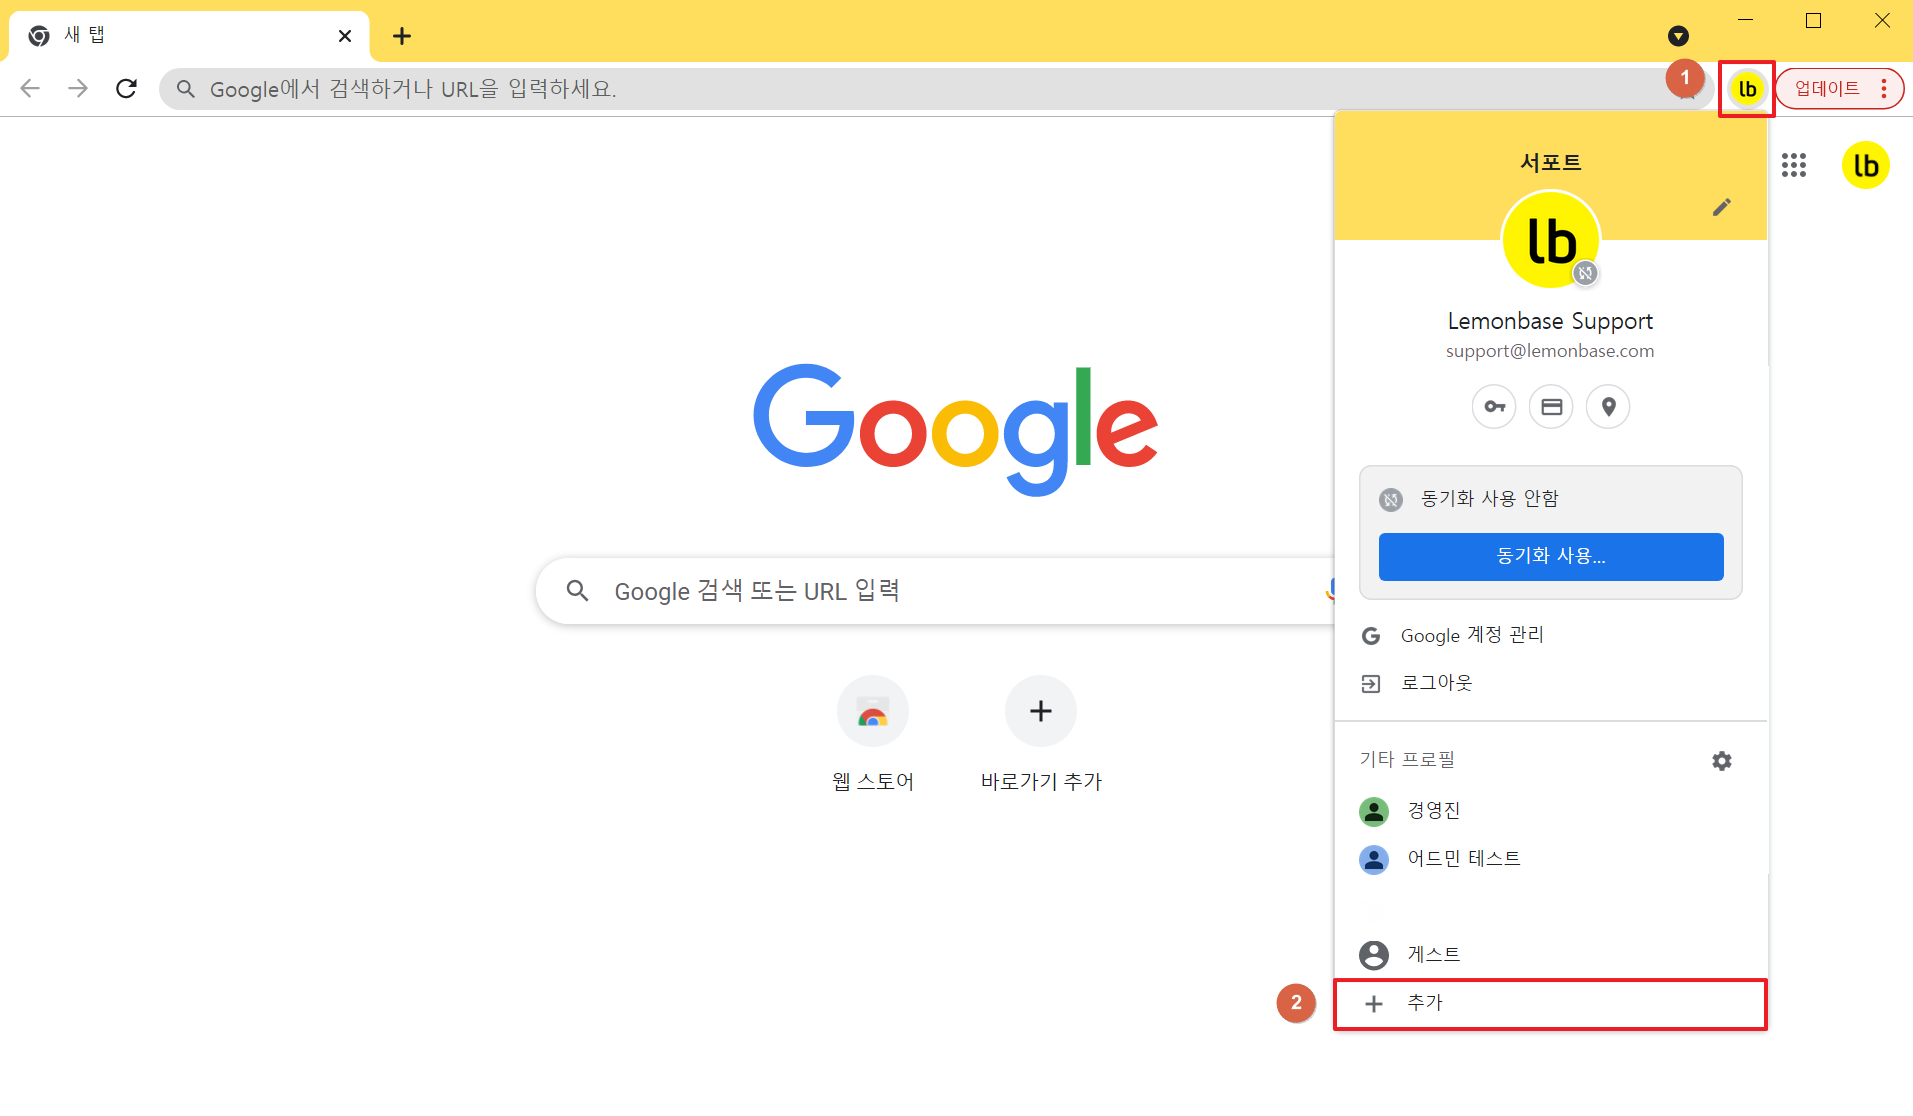 새 탭
Google에서 검색하거나 URL을 입력하세요.
1
lb
업데이트
서포트
lb
lb
Lemonbase Support
support@lemonbase.com
Google
동기화 사용 안함
동기화 사용...
Google 검색 또는 URL 입력
G Google 계정 관리
로그아웃
웹 스토어
바로가기 추가
기타 프로필
경영진
어드민 테스트
게스트
2
추가